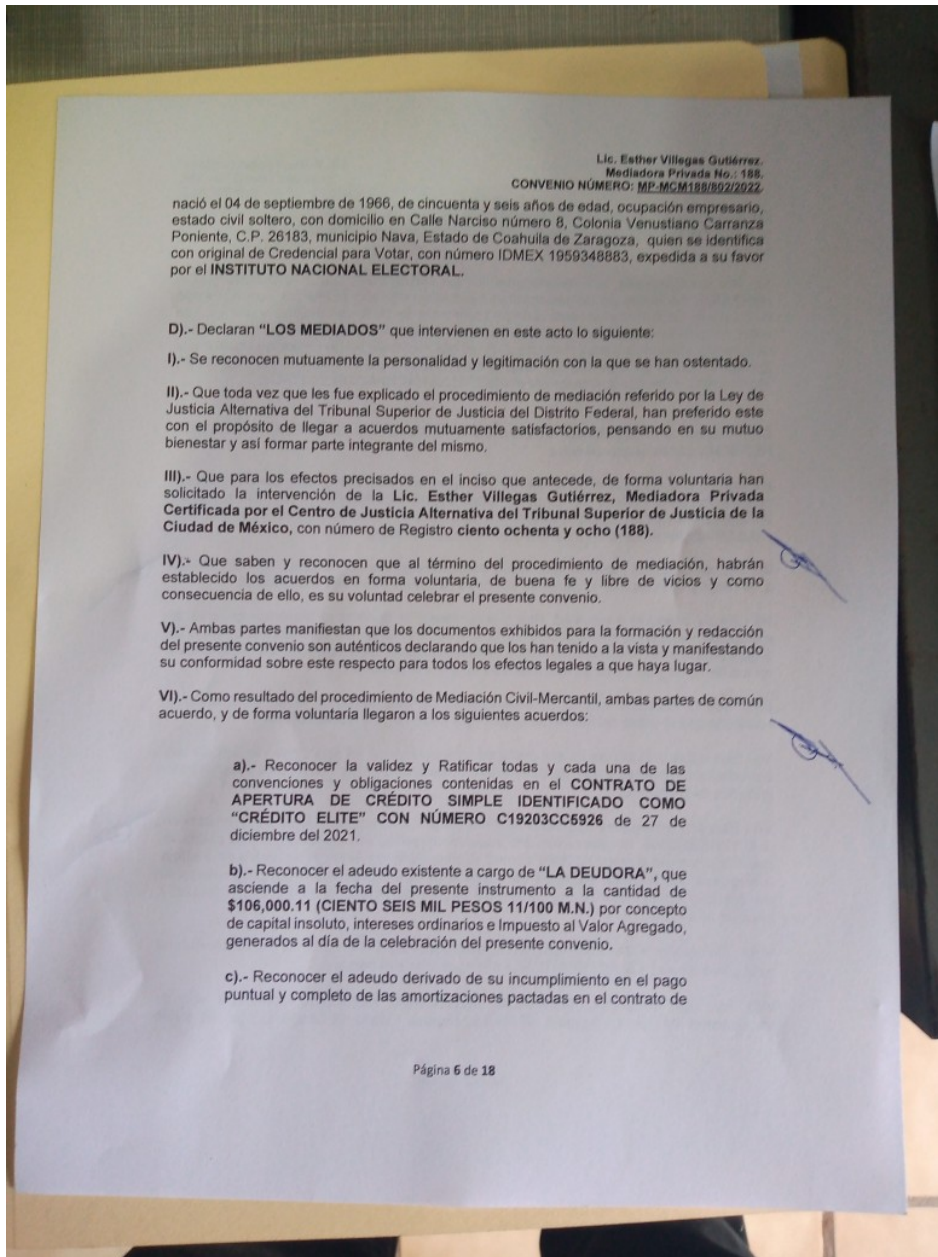 Lic. Esther Villegas Gutiérrez.
Mediadora Privada No.: 188.
CONVENIO NÚMERO: MP-MCM188/802/2022.
nació el 04 de septiembre de 1966, de cincuenta y seis años de edad, ocupación empresario,
estado civil soltero, con domicilio en Calle Narciso número 8, Colonia Venustiano Carranza
Poniente, C.P. 26183, municipio Nava, Estado de Coahuila de Zaragoza, quien se identifica
con original de Credencial para Votar, con número IDMEX 1959348883, expedida a su favor
por el INSTITUTO NACIONAL ELECTORAL.
D).- Declaran “LOS MEDIADOS” que intervienen en este acto lo siguiente:
I).- Se reconocen mutuamente la personalidad y legitimación con la que se han ostentado.
II).- Que toda vez que les fue explicado el procedimiento de mediación referido por la Ley de
Justicia Alternativa del Tribunal Superior de Justicia del Distrito Federal, han preferido este
con el propósito de llegar a acuerdos mutuamente satisfactorios, pensando en su mutuo
bienestar y así formar parte integrante del mismo.
III).- Que para los efectos precisados en el inciso que antecede, de forma voluntaria han
solicitado la intervención de la Lic. Esther Villegas Gutiérrez, Mediadora Privada
Certificada por el Centro de Justicia Alternativa del Tribunal Superior de Justicia de la
Ciudad de México, con número de Registro ciento ochenta y ocho (188).
IV).- Que saben y reconocen que al término del procedimiento de mediación, habrán
establecido los acuerdos en forma voluntaria, de buena fe y libre de vicios y como
consecuencia de ello, es su voluntad celebrar el presente convenio.
V).- Ambas partes manifiestan que los documentos exhibidos para la formación y redacción
del presente convenio son auténticos declarando que los han tenido a la vista y manifestando
su conformidad sobre este respecto para todos los efectos legales a que haya lugar.
VI).- Como resultado del procedimiento de Mediación Civil-Mercantil, ambas partes de común
acuerdo, y de forma voluntaria llegaron a los siguientes acuerdos:
a).- Reconocer la validez y Ratificar todas y cada una de las
convenciones y obligaciones contenidas en el CONTRATO DE
APERTURA DE CRÉDITO SIMPLE IDENTIFICADO COMO
“CRÉDITO ELITE” CON NÚMERO C19203CC5926 de 27 de
diciembre del 2021.
b).- Reconocer el adeudo existente a cargo de “LA DEUDORA”, que
asciende a la fecha del presente instrumento a la cantidad de
$106,000.11 (CIENTO SEIS MIL PESOS 11/100 M.N.) por concepto
de capital insoluto, intereses ordinarios e Impuesto al Valor Agregado,
generados al día de la celebración del presente convenio.
c).- Reconocer el adeudo derivado de su incumplimiento en el pago
puntual y completo de las amortizaciones pactadas en el contrato de
Página 6 de 18